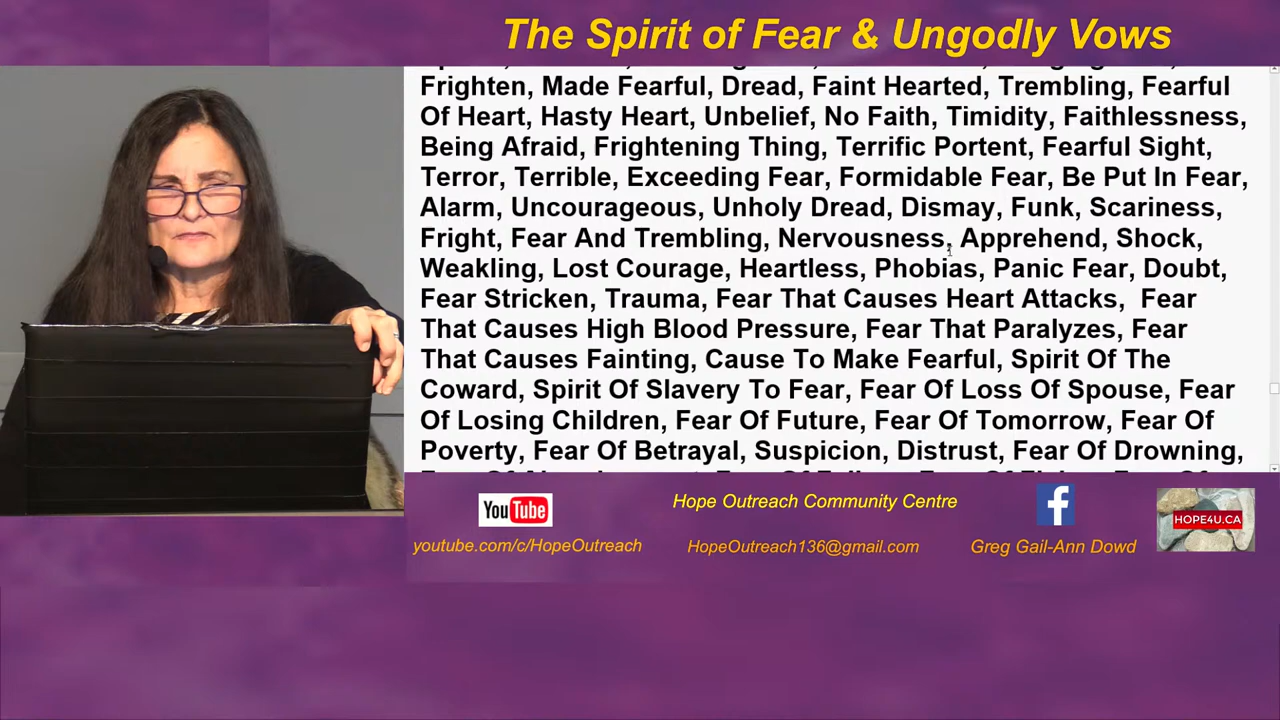 The Spirit of Fear & Ungodly Vows
Frighten, Made Fearful, Dread, Faint Hearted, Trembling, Fearful
Of Heart, Hasty Heart, Unbelief, No Faith, Timidity, Faithlessness,
Being Afraid, Frightening Thing, Terrific Portent, Fearful Sight,
Terror, Terrible, Exceeding Fear, Formidable Fear, Be Put In Fear,
Alarm, Uncourageous, Unholy Dread, Dismay, Funk, Scariness,
Fright, Fear And Trembling, Nervousness, Apprehend, Shock,
Weakling, Lost Courage, Heartless, Phobias, Panic Fear, Doubt,
Fear Stricken, Trauma, Fear That Causes Heart Attacks,  Fear
That Causes High Blood Pressure, Fear That Paralyzes, Fear
That Causes Fainting, Cause To Make Fearful, Spirit Of The
Coward, Spirit Of Slavery To Fear, Fear Of Loss Of Spouse, Fear
Of Losing Children, Fear Of Future, Fear Of Tomorrow, Fear Of
Poverty, Fear Of Betrayal, Suspicion, Distrust, Fear Of Drowning,
YouTube
Hope Outreach Community Centre
f
HOPE4U.CA
youtube.com/c/HopeOutreach
HopeOutreach136@gmail.com
Greg Gail-Ann Dowd